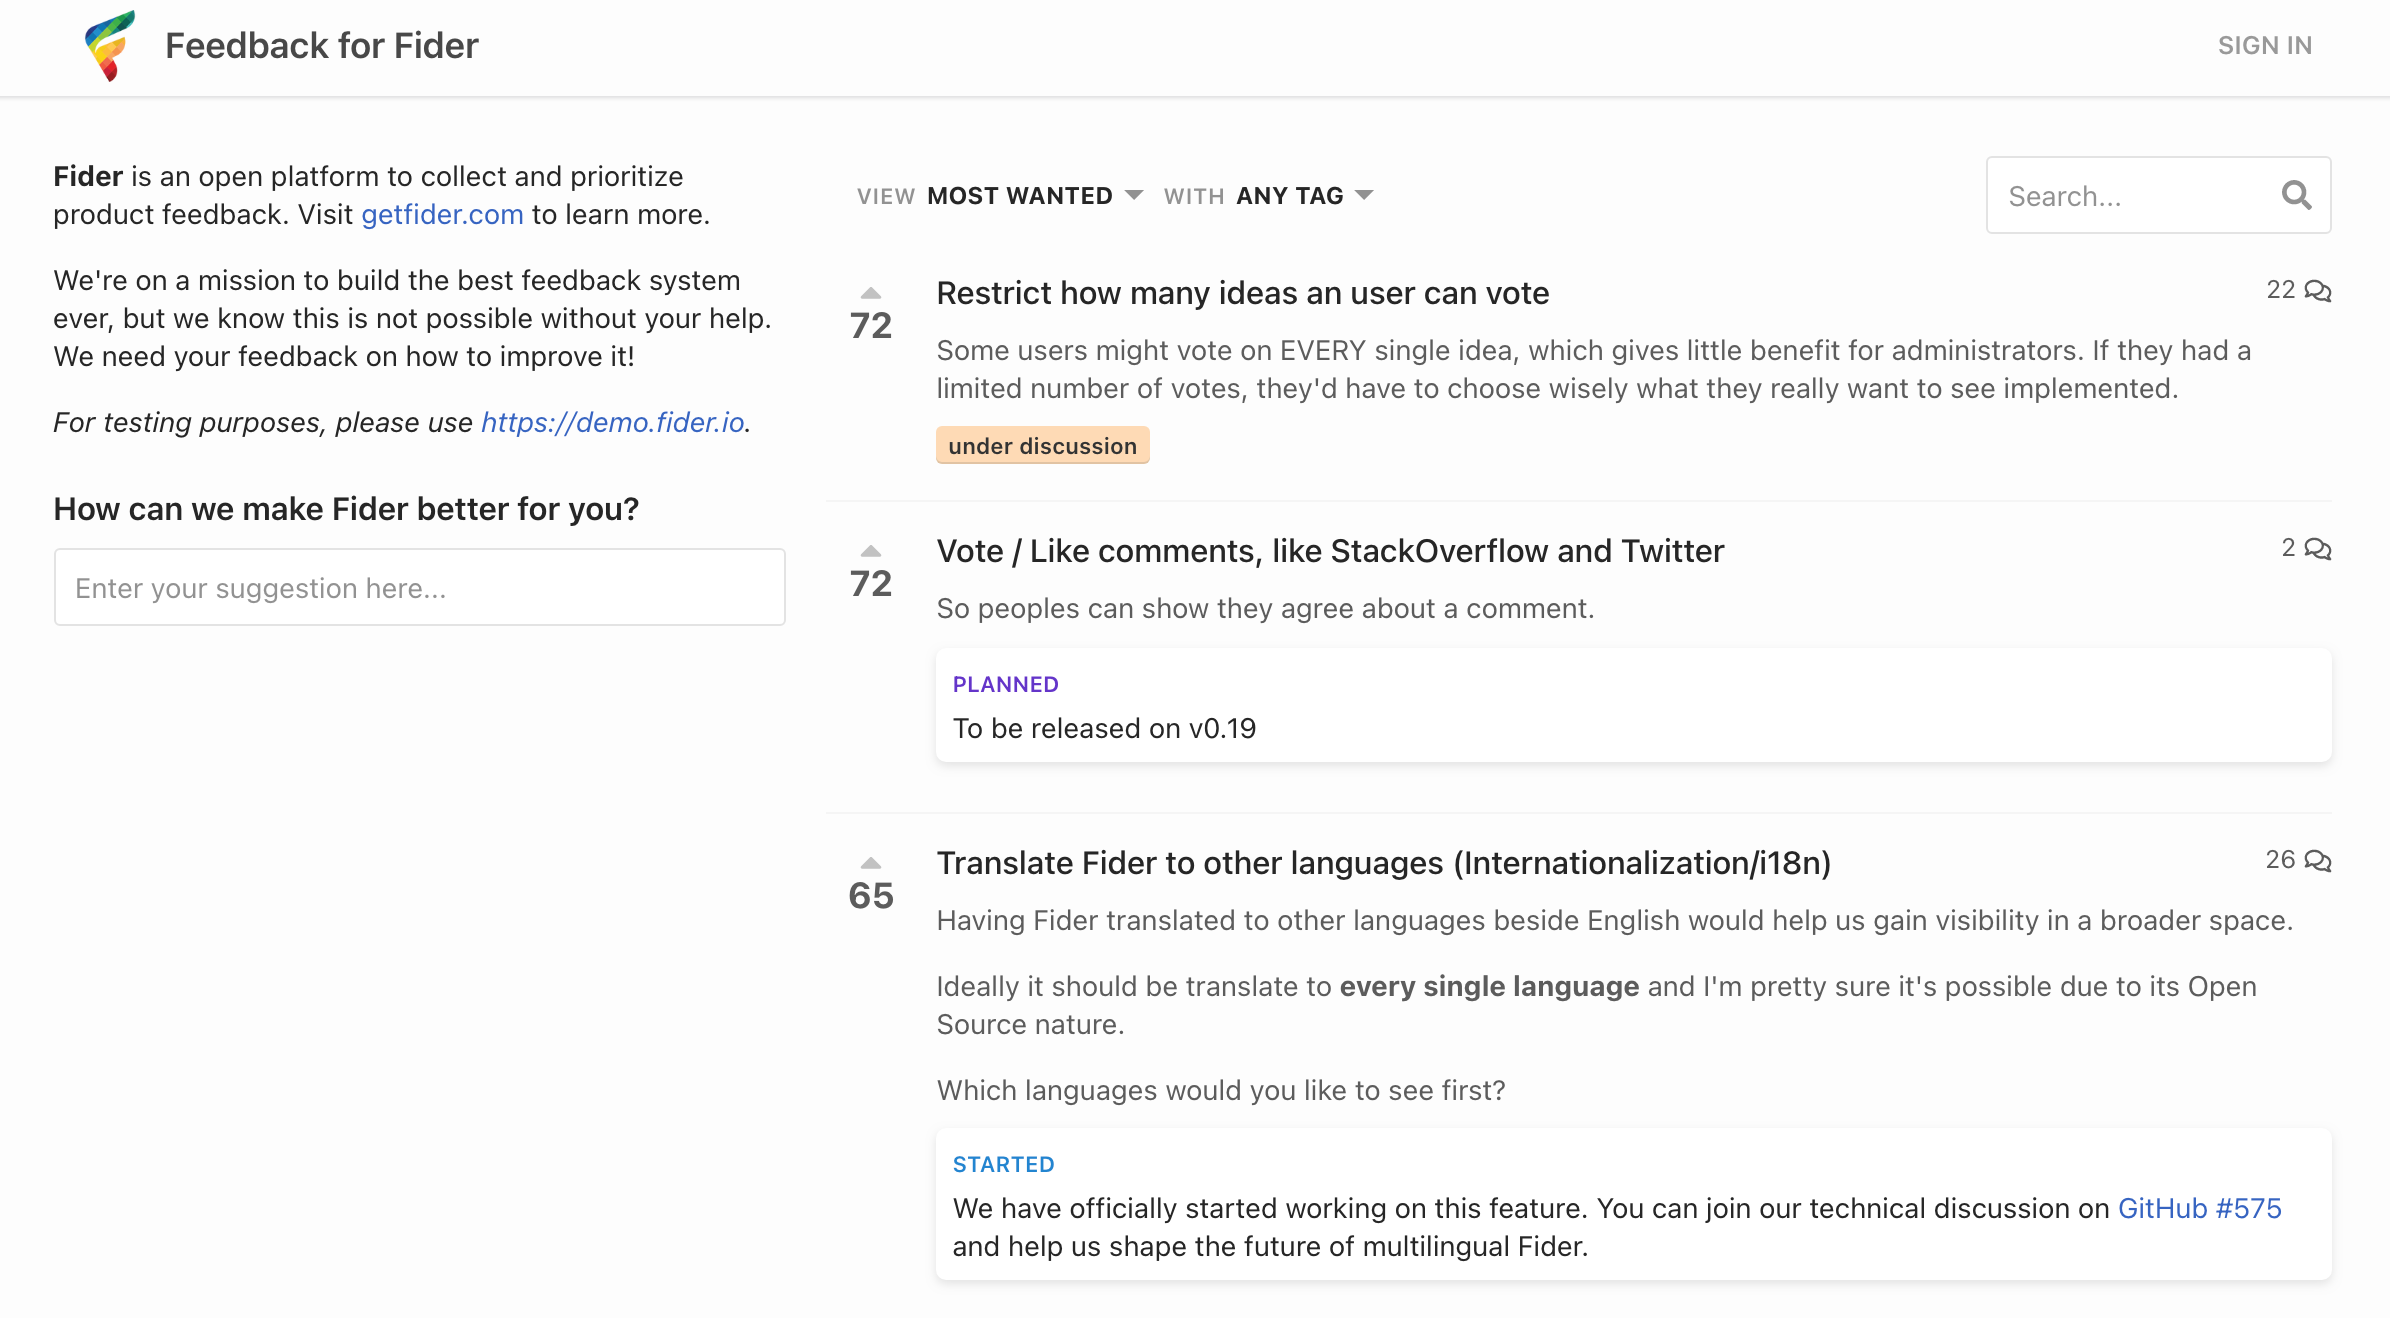 Feedback for Fider
SIGN IN
Fider is an open platform to collect and prioritize
product feedback. Visit getfider.com to learn more.
We're on a mission to build the best feedback system
ever, but we know this is not possible without your help.
We need your feedback on how to improve it!
For testing purposes, please use https://demo.fider.io.
How can we make Fider better for you?
Enter your suggestion here...
VIEW MOST WANTED WITH ANY TAG
Search...
72
Restrict how many ideas an user can vote
22
Some users might vote on EVERY single idea, which gives little benefit for administrators. If they had a
limited number of votes, they'd have to choose wisely what they really want to see implemented.
under discussion
72
Vote / Like comments, like StackOverflow and Twitter
2
So peoples can show they agree about a comment.
PLANNED
To be released on v0.19
65
Translate Fider to other languages (Internationalization/i18n)
26
Having Fider translated to other languages beside English would help us gain visibility in a broader space.
Ideally it should be translate to every single language and I'm pretty sure it's possible due to its Open
Source nature.
Which languages would you like to see first?
STARTED
We have officially started working on this feature. You can join our technical discussion on GitHub #575
and help us shape the future of multilingual Fider.